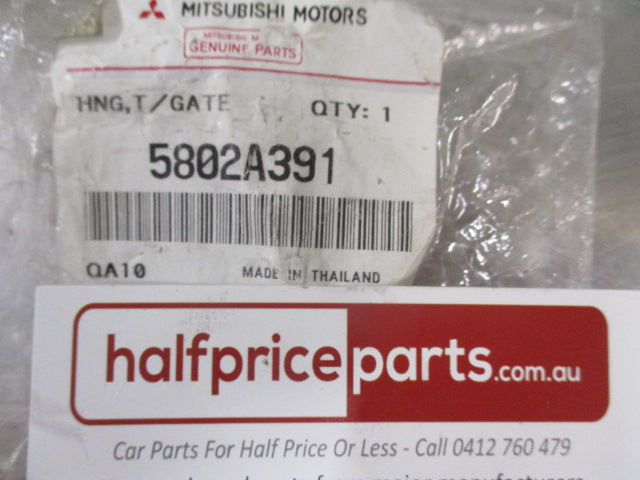 MITSUBISHI MOTORS
MITSUBISHI M
GENUINE PARTS
HNG,T/GATE QTY: 1
5802A391
QA10 MADE IN THAILAND
halfpriceparts.com.au
Car Parts For Half Price Or Less - Call 0412 760 479